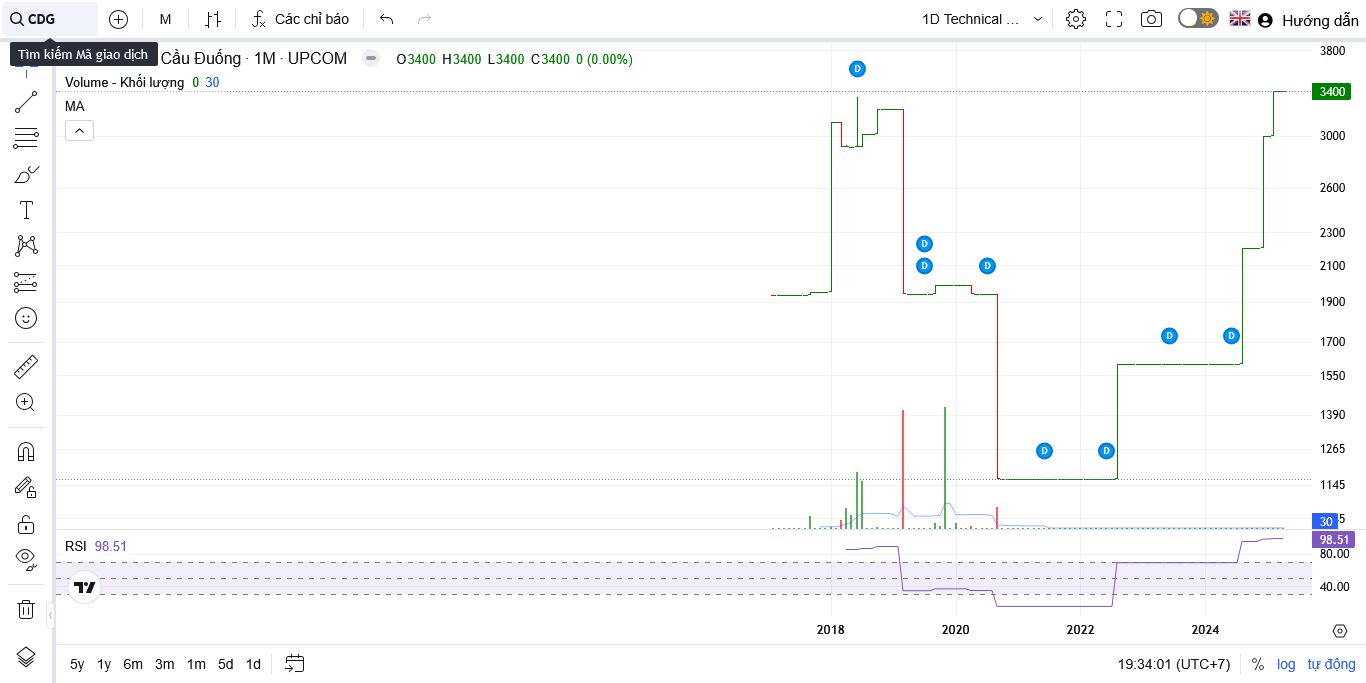 CDG
M
Các chỉ báo
1D Technical ...
Hướng dẫn
Tìm kiếm Mã giao dịch
Cầu Đuống · 1M · UPCOM
O3400 H3400 L3400 C3400 0 (0.00%)
Volume - Khối lượng 0 30
MA
D
D
D
D
D
D
D
D
3800
3400
3000
2600
2300
2100
1900
1700
1550
1390
1265
1145
5
30
RSI 98.51
98.51
80.00
40.00
2018 2020 2022 2024
5y 1y 6m 3m 1m 5d 1d
19:34:01 (UTC+7) % log tự động